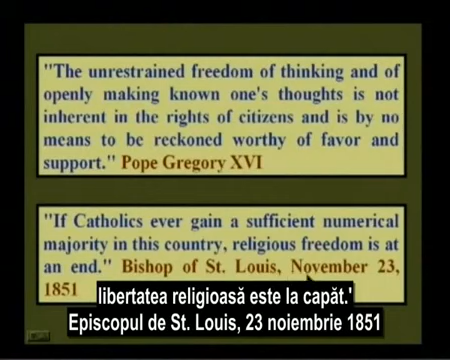 "The unrestrained freedom of thinking and of
openly making known one's thoughts is not
inherent in the rights of citizens and is by no
means to be reckoned worthy of favor and
support." Pope Gregory XVI
"If Catholics ever gain a sufficient numerical
majority in this country, religious freedom is at
an end." Bishop of St. Louis, November 23,
1851
libertatea religioasă este la capăt.'
Episcopul de St. Louis, 23 noiembrie 1851